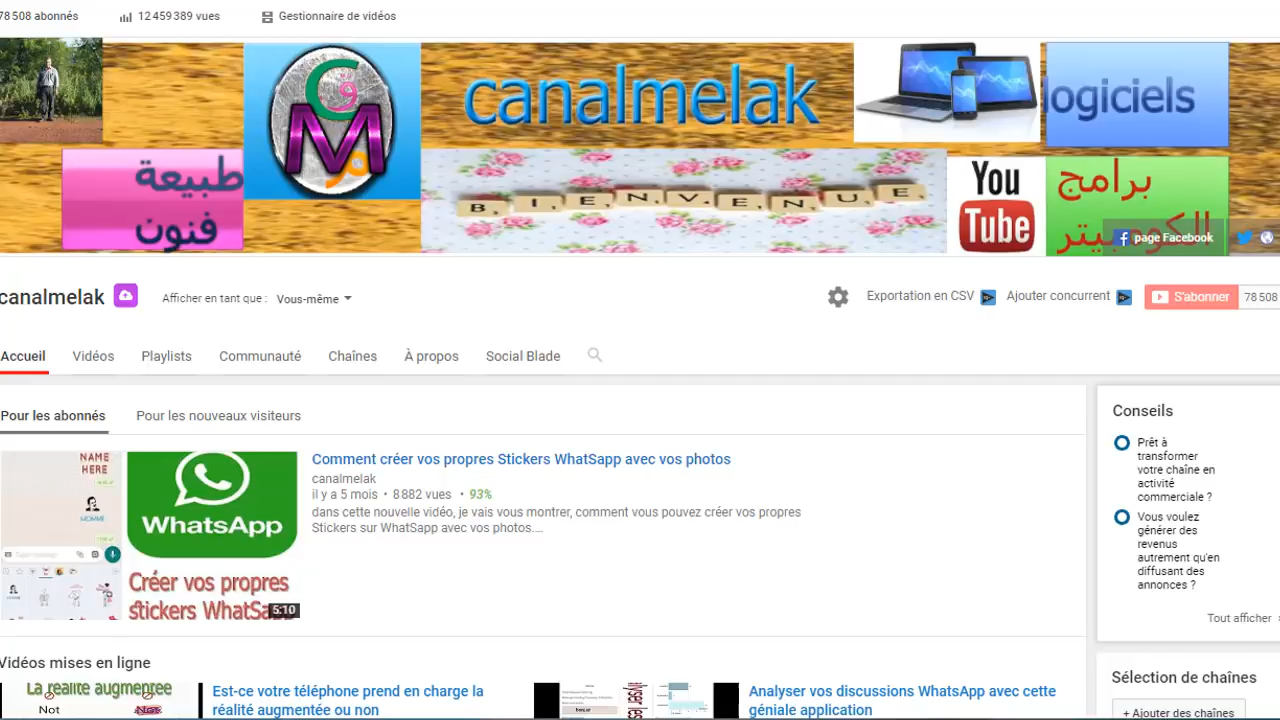 78 508 abonnés
12 459 389 vues
Gestionnaire de vidéos
canalmelak
logiciels
طبيعة
فنون
BIENVENUE
You
Tube
برامج
الكومبيتر
page Facebook
canalmelak
Afficher en tant que : Vous-même
Exportation en CSV
Ajouter concurrent
S'abonner
78 508
Accueil
Vidéos
Playlists
Communauté
Chaînes
À propos
Social Blade
Pour les abonnés
Pour les nouveaux visiteurs
NAME
HERE
WhatsApp
Créer vos propres
stickers WhatsA
5:10
Comment créer vos propres Stickers WhatSapp avec vos photos
canalmelak
il y a 5 mois • 8 882 vues • 93%
dans cette nouvelle vidéo, je vais vous montrer, comment vous pouvez créer vos propres
Stickers sur WhatSapp avec vos photos....
Conseils
Prêt à
transformer
votre chaîne en
activité
commerciale ?
Vous voulez
générer des
revenus
autrement qu'en
diffusant des
annonces ?
Tout afficher
Vidéos mises en ligne
La réalité augmentée
Not
Est-ce votre téléphone prend en charge la
réalité augmentée ou non
Analyser vos discussions WhatsApp avec cette
géniale application
Sélection de chaînes
+ Ajouter des chaînes